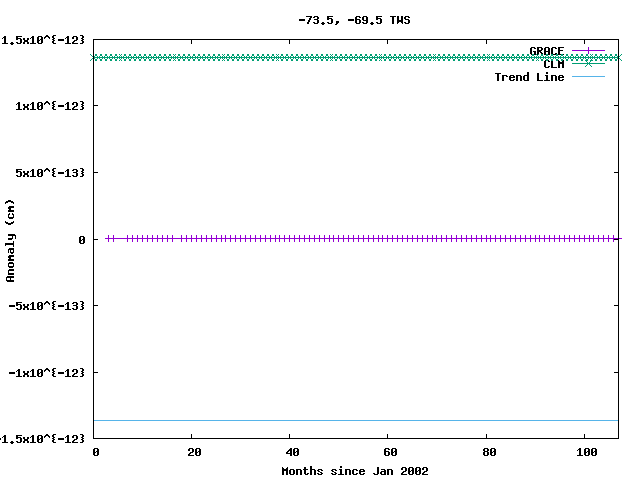 -73.5, -69.5 TWS
1.5x10^{-12}
1x10^{-12}
5x10^{-13}
0
-5x10^{-13}
-1x10^{-12}
-1.5x10^{-12}
Anomaly (cm)
GRACE
CLM
Trend Line
0 20 40 60 80 100
Months since Jan 2002